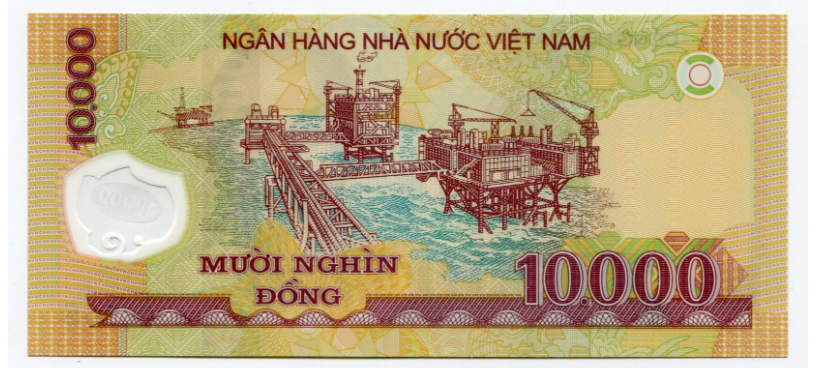 NGÂN HÀNG NHÀ NƯỚC VIỆT NAM
10.000
MƯỜI NGHÌN
ĐỒNG
10.000